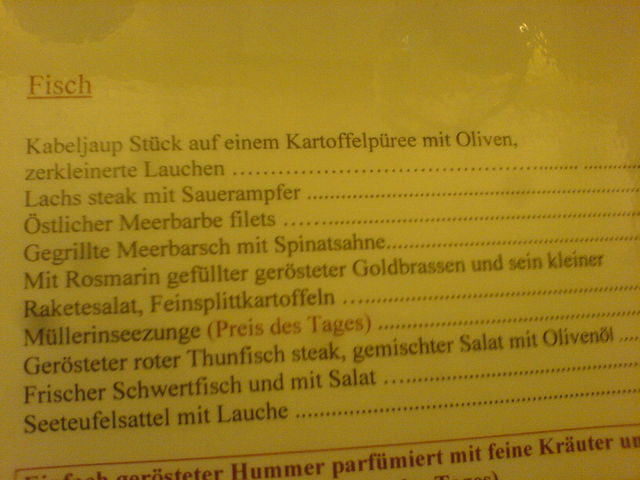 Fisch
Kabeljaup Stück auf einem Kartoffelpüree mit Oliven,
zerkleinerte Lauchen ................................................
Lachs steak mit Sauerampfer ................................................
Östlicher Meerbarbe filets ................................................
Gegrillte Meerbarsch mit Spinatsahne................................................
Mit Rosmarin gefüllter gerösteter Goldbrassen und sein kleiner
Raketesalat, Feinsplittkartoffeln ................................................
Müllerinseezunge (Preis des Tages) ................................................
Gerösteter roter Thunfisch steak, gemischter Salat mit Olivenöl ....
Frischer Schwertfisch und mit Salat ................................................
Seeteufelsattel mit Lauche ................................................
Einfach gerösteter Hummer parfümiert mit feine Kräuter un
Tages)